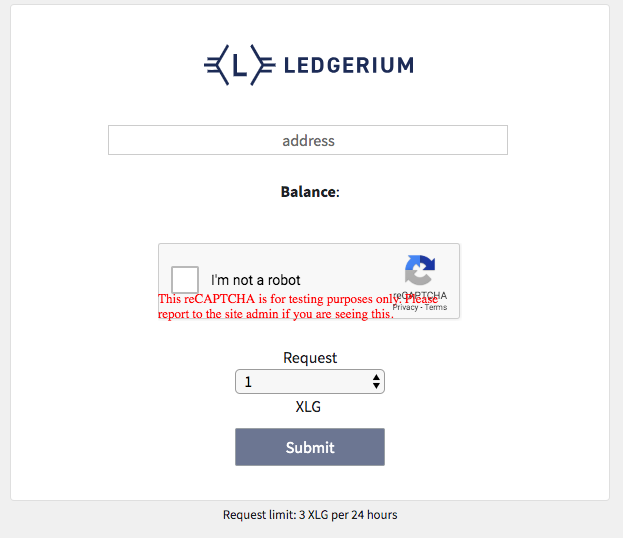 LEDGERIUM
address
Balance:
I'm not a robot
reCAPTCHA
This reCAPTCHA is for testing purposes only. Please
report to the site admin if you are seeing this.
Privacy - Terms
Request
1
XLG
Submit
Request limit: 3 XLG per 24 hours